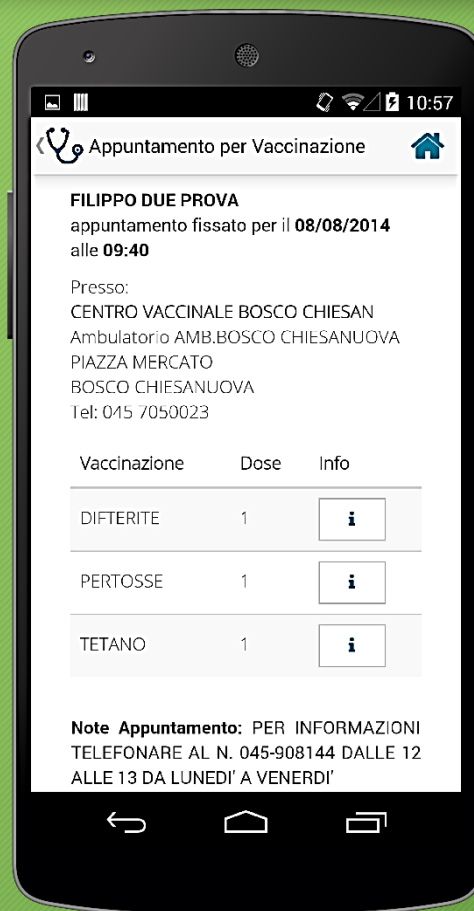 10:57
Appuntamento per Vaccinazione
FILIPPO DUE PROVA
appuntamento fissato per il 08/08/2014
alle 09:40
Presso:
CENTRO VACCINALE BOSCO CHIESAN
Ambulatorio AMB.BOSCO CHIESANUOVA
PIAZZA MERCATO
BOSCO CHIESANUOVA
Tel: 045 7050023
Vaccinazione Dose Info
DIFTERITE 1 i
PERTOSSE 1 i
TETANO 1 i
Note Appuntamento: PER INFORMAZIONI
TELEFONARE AL N. 045-908144 DALLE 12
ALLE 13 DA LUNEDI' A VENERDI'